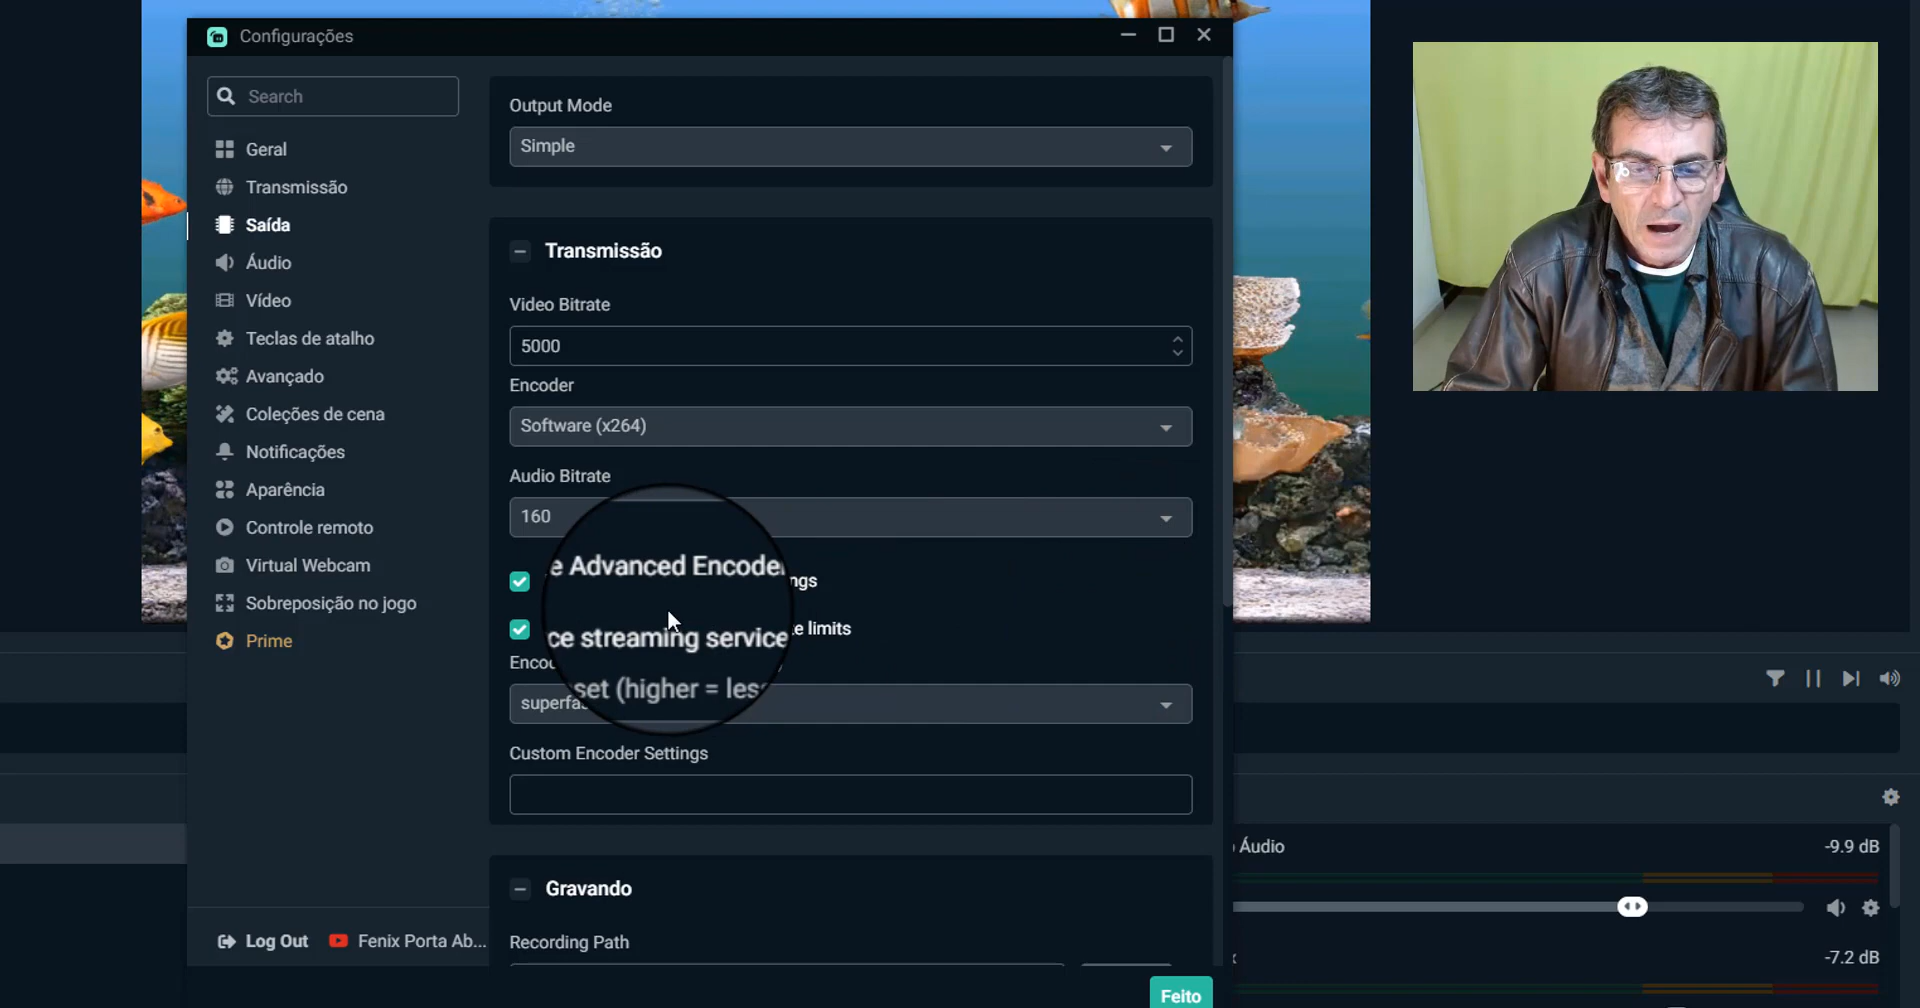 Configurações
Search
Geral
Transmissão
Saída
Áudio
Vídeo
Teclas de atalho
Avançado
Coleções de cena
Notificações
Aparência
Controle remoto
Virtual Webcam
Sobreposição no jogo
Prime
Log Out
Fenix Porta Ab...
Output Mode
Simple
Transmissão
Video Bitrate
5000
Encoder
Software (x264)
Audio Bitrate
160
e Advanced Encoder
ngs
ce streaming service
e limits
Enco
set (higher = les
superfas
Custom Encoder Settings
Gravando
Recording Path
Feito
Áudio
-9.9 dB
-7.2 dB